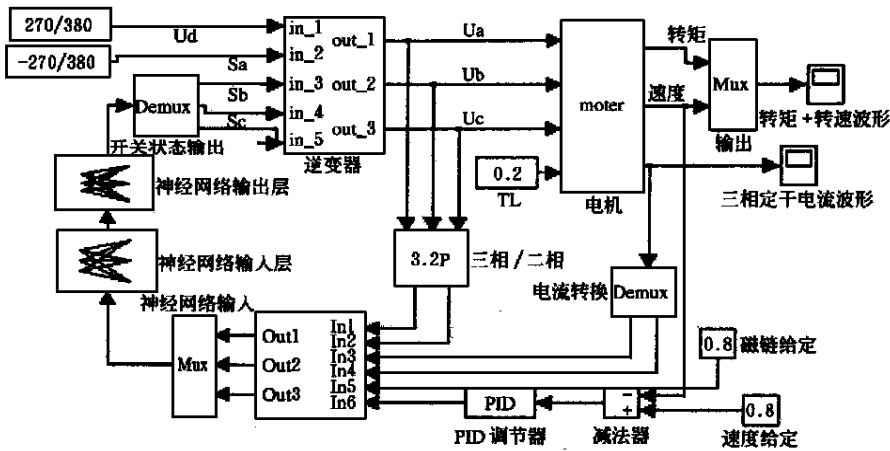 270/380
-270/380
Ud
Sa
Sb
Sc
Demux
开关状态输出
in_1
in_2
in_3
in_4
in_5
out_1
out_2
out_3
逆变器
Ua
Ub
Uc
0.2
TL
moter
电机
转矩
速度
Mux
输出
转矩+转速波形
三相定干电流波形
神经网络输出层
神经网络输入层
神经网络输入
3.2P
三相/二相
电流转换
Demux
Mux
Out1
Out2
Out3
In1
In2
In3
In4
In5
In6
PID
PID 调节器
-
+
减法器
0.8
磁链给定
0.8
速度给定